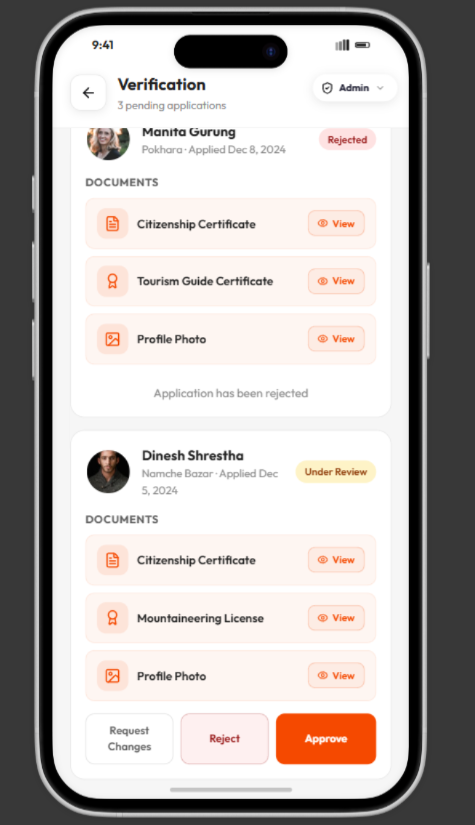 9:41
Verification
3 pending applications
Admin
Manita Gurung
Pokhara · Applied Dec 8, 2024
Rejected
DOCUMENTS
Citizenship Certificate
View
Tourism Guide Certificate
View
Profile Photo
View
Application has been rejected
Dinesh Shrestha
Namche Bazar · Applied Dec
5, 2024
Under Review
DOCUMENTS
Citizenship Certificate
View
Mountaineering License
View
Profile Photo
View
Request
Changes
Reject
Approve